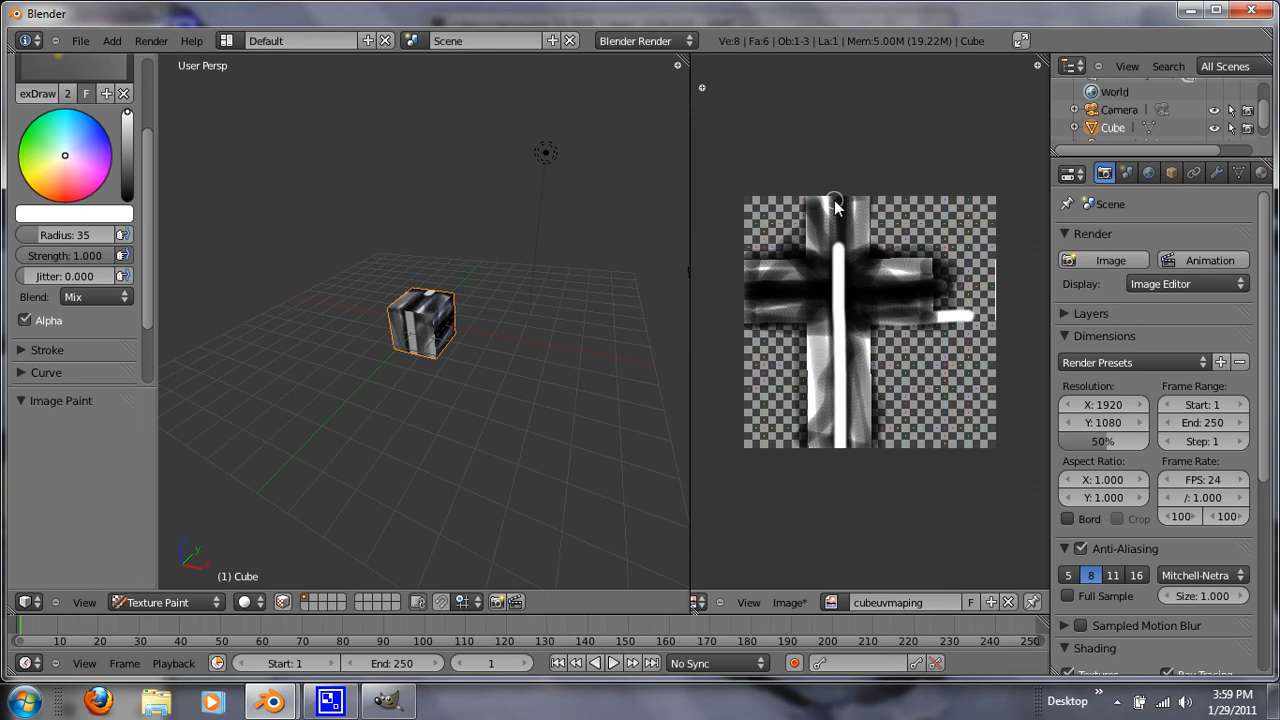 Blender
File Add Render Help Default Scene Blender Render Ve:8 | Fa:6 | Ob:1-3 | La:1 | Mem:5.00M (19.22M) | Cube
exDraw 2 F
Radius: 35
Strength: 1.000
Jitter: 0.000
Blend: Mix
Alpha
Stroke
Curve
Image Paint
User Persp
(1) Cube
View Texture Paint
View Image* cubeuvmaping F
View Search All Scenes
World
Camera
Cube
Scene
Render
Image Animation
Display: Image Editor
Layers
Dimensions
Render Presets
Resolution: Frame Range:
X: 1920 Start: 1
Y: 1080 End: 250
50% Step: 1
Aspect Ratio: Frame Rate:
X: 1.000 FPS: 24
Y: 1.000 /: 1.000
Bord Crop 100 100
Anti-Aliasing
5 8 11 16 Mitchell-Netra
Full Sample Size: 1.000
Sampled Motion Blur
Shading
Textures Ray Tracing
0 10 20 30 40 50 60 70 80 90 100 110 120 130 140 150 160 170 180 190 200 210 220 230 240 250
View Frame Playback Start: 1 End: 250 1 No Sync
Desktop » 3:59 PM
1/29/2011